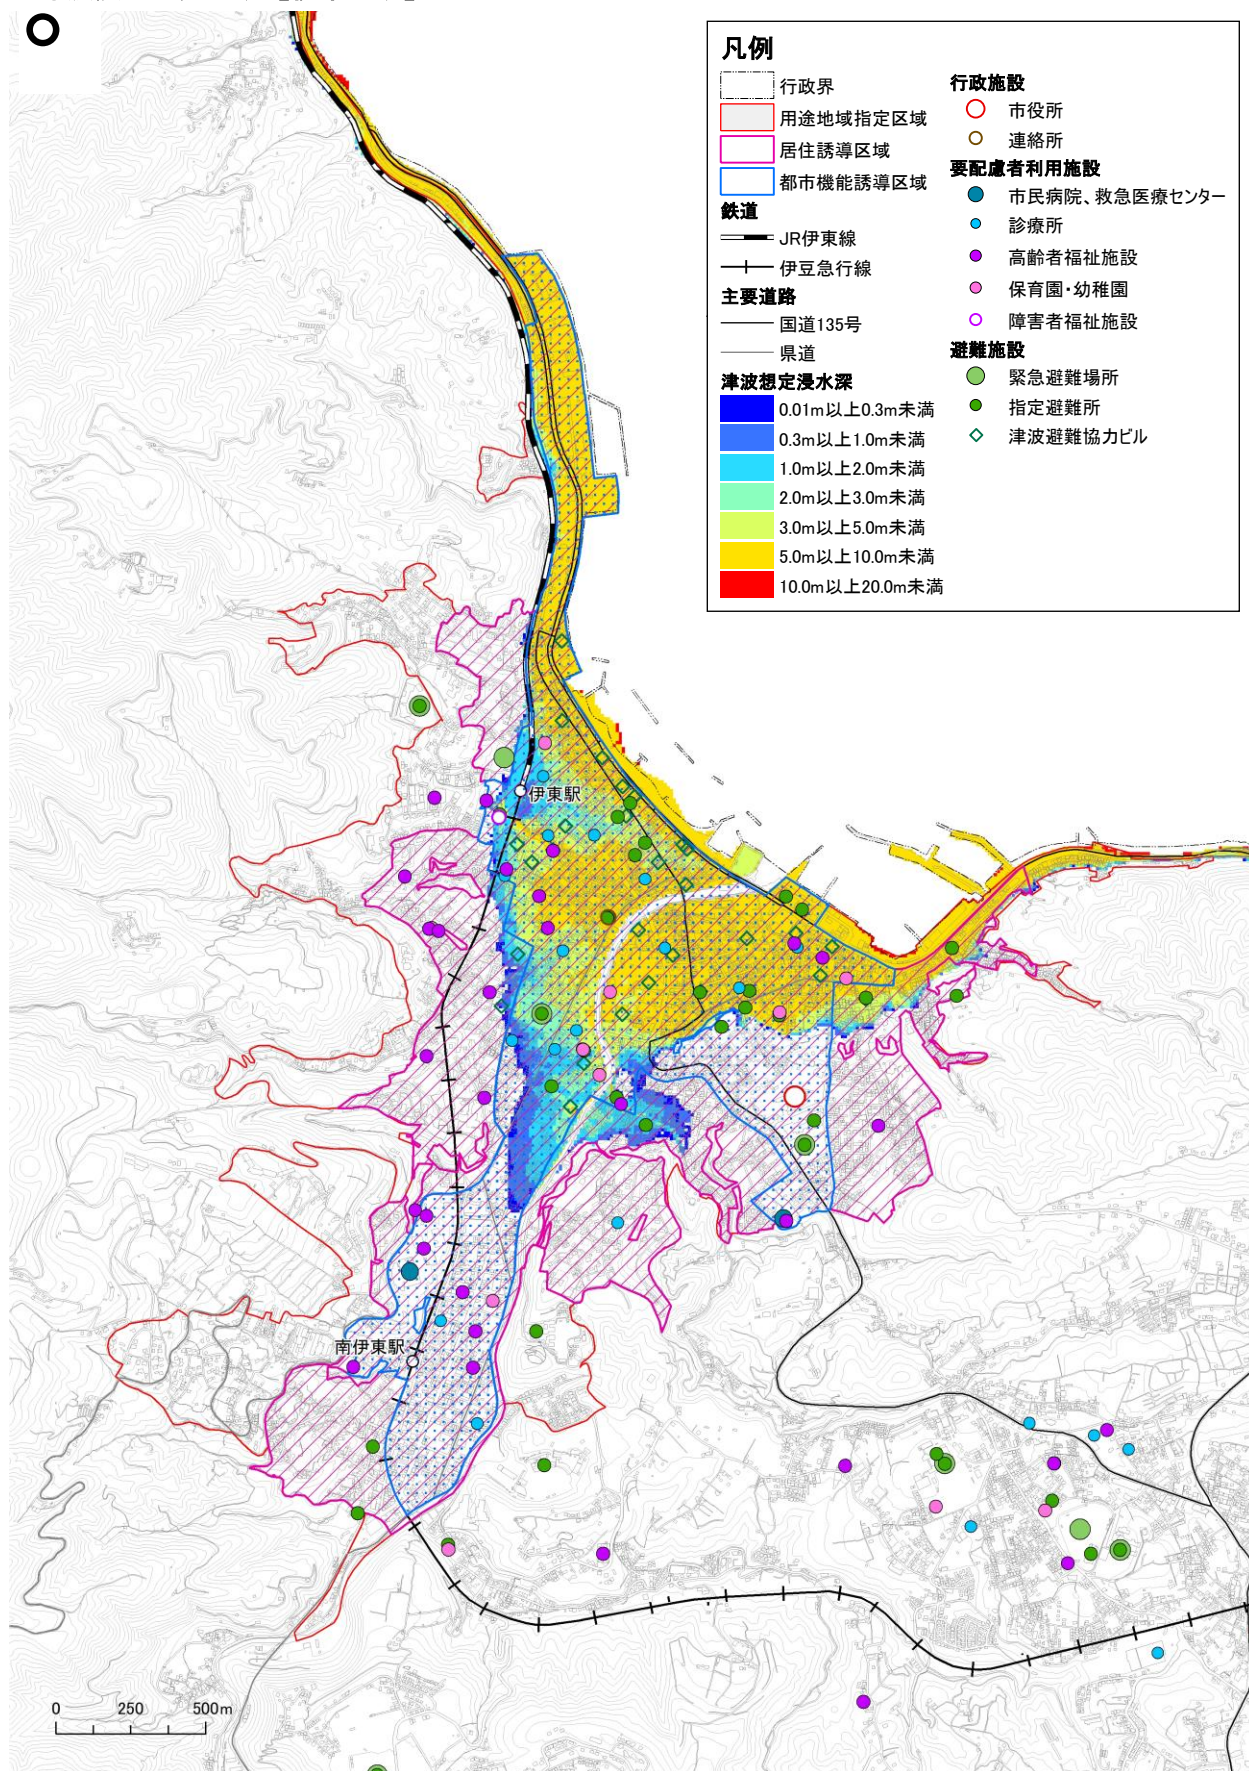 凡例
行政界
用途地域指定区域
居住誘導区域
都市機能誘導区域
鉄道
JR伊東線
伊豆急行線
主要道路
国道135号
県道
津波想定浸水深
0.01m以上0.3m未満
0.3m以上1.0m未満
1.0m以上2.0m未満
2.0m以上3.0m未満
3.0m以上5.0m未満
5.0m以上10.0m未満
10.0m以上20.0m未満
行政施設
市役所
連絡所
要配慮者利用施設
市民病院、救急医療センター
診療所
高齢者福祉施設
保育園・幼稚園
障害者福祉施設
避難施設
緊急避難場所
指定避難所
津波避難協力ビル
伊東駅
南伊東駅
0 250 500m